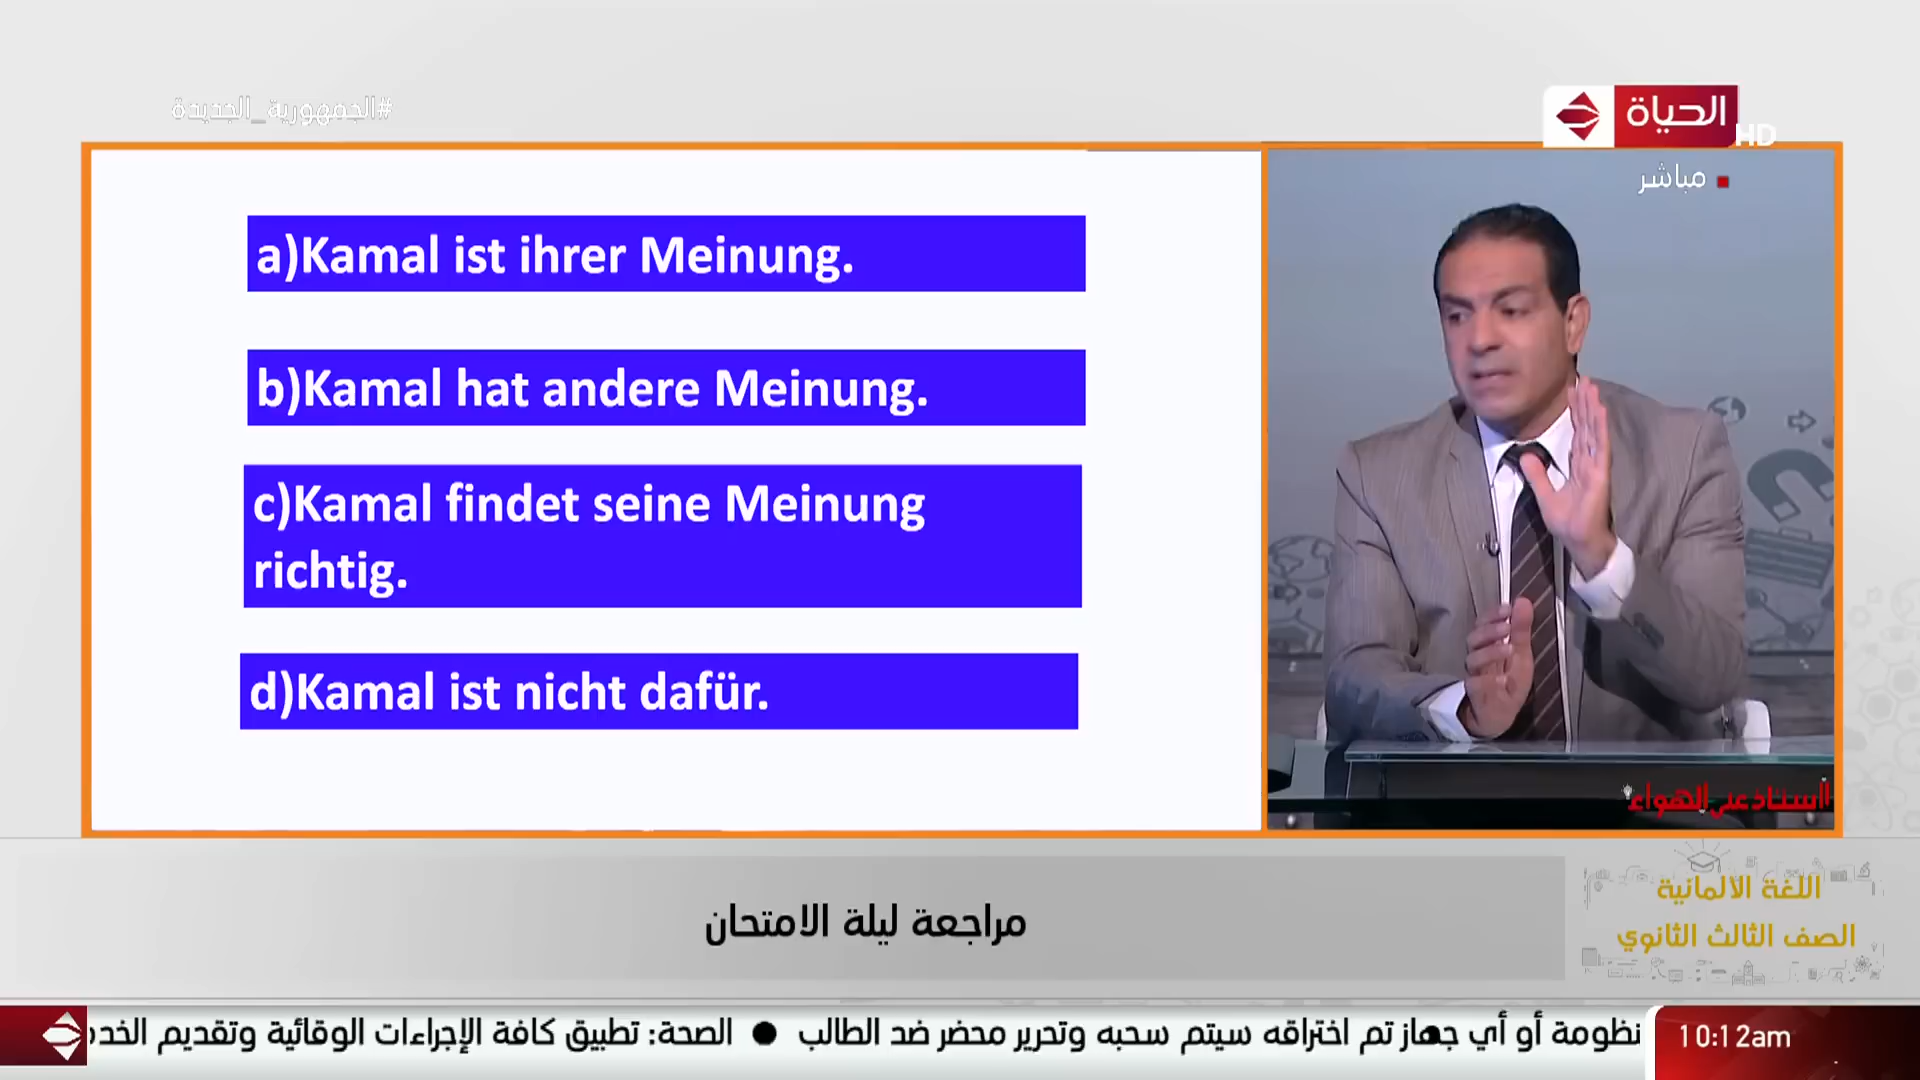 #الجمهورية_الجديدة
الحياة
HD
مباشر
a)Kamal ist ihrer Meinung.
b)Kamal hat andere Meinung.
c)Kamal findet seine Meinung
richtig.
d)Kamal ist nicht dafür.
أستاذ على الهواء
مراجعة ليلة الامتحان
اللغة الالمانية
الصف الثالث الثانوي
نظومة أو أي جهاز تم اختراقه سيتم سحبه وتحرير محضر ضد الطالب ● الصحة: تطبيق كافة الإجراءات الوقائية وتقديم الخد
10:12am